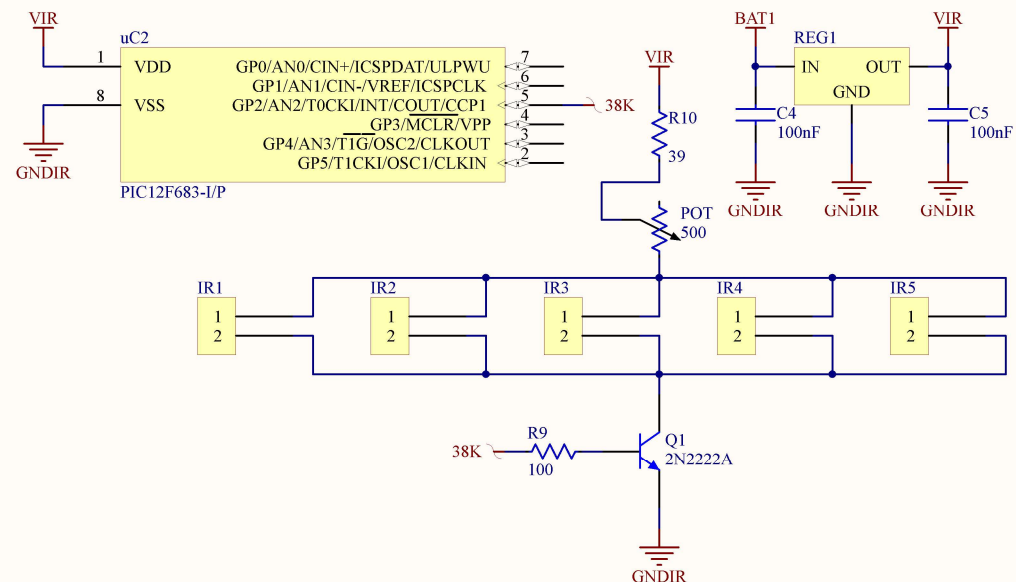 VIR
uC2
1
VDD
8
VSS
GNDIR
GP0/AN0/CIN+/ICSPDAT/ULPWU
7
GP1/AN1/CIN-/VREF/ICSPCLK
6
GP2/AN2/T0CKI/INT/COUT/CCP1
5
38K
GP3/MCLR/VPP
4
GP4/AN3/T1G/OSC2/CLKOUT
3
GP5/T1CKI/OSC1/CLKIN
2
PIC12F683-I/P
VIR
R10
39
POT
500
BAT1
VIR
REG1
IN
OUT
GND
C4
100nF
C5
100nF
GNDIR
GNDIR
GNDIR
IR1
1
2
IR2
1
2
IR3
1
2
IR4
1
2
IR5
1
2
38K
R9
100
Q1
2N2222A
GNDIR